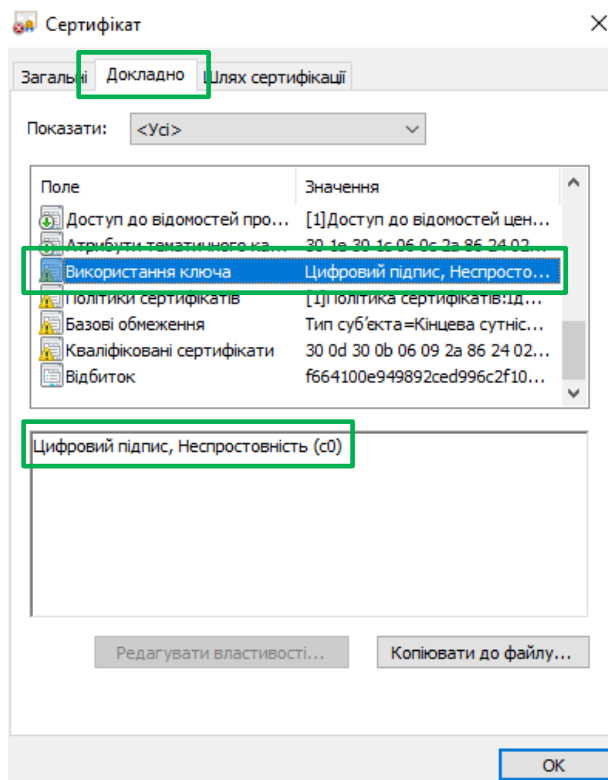 Сертифікат
Загальні Докладно Шлях сертифікації
Показати: <Усі>
Поле Значення
Доступ до відомостей про... [1]Доступ до відомостей цен...
Атрибути тематичного ка... 30 1e 30 1c 06 0c 2a 86 24 02...
Використання ключа Цифровий підпис, Неспросто...
Політики сертифікатів [1]Політика сертифікатів:Ід...
Базові обмеження Тип суб’єкта=Кінцева сутніс...
Кваліфіковані сертифікати 30 0d 30 0b 06 09 2a 86 24 02...
Відбиток f664100e949892ced996c2f10...
Цифровий підпис, Неспростовність (c0)
Редагувати властивості... Копіювати до файлу...
OK